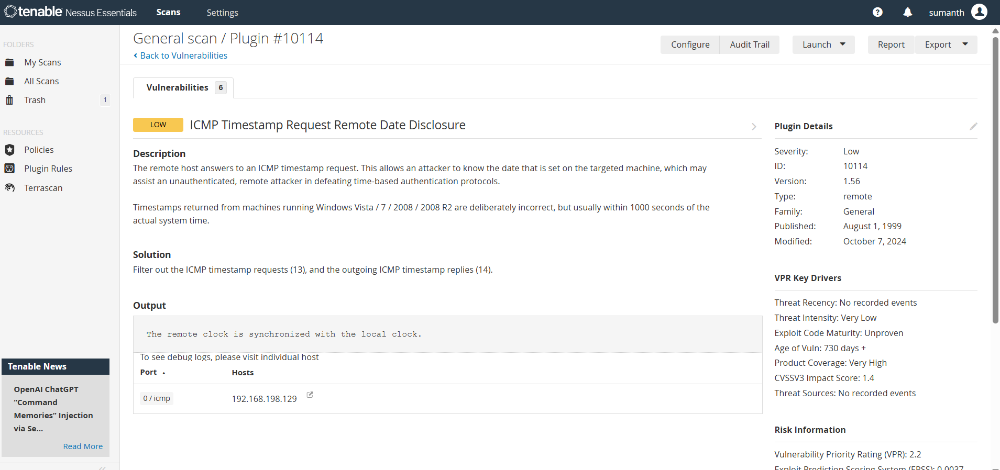 tenable Nessus Essentials
Scans
Settings
?
sumanth
FOLDERS
My Scans
All Scans
Trash
1
RESOURCES
Policies
Plugin Rules
Terrascan
Tenable News
OpenAI ChatGPT
“Command
Memories” Injection
via Se...
Read More
General scan / Plugin #10114
Back to Vulnerabilities
Configure
Audit Trail
Launch
Report
Export
Vulnerabilities 6
LOW
ICMP Timestamp Request Remote Date Disclosure
Description
The remote host answers to an ICMP timestamp request. This allows an attacker to know the date that is set on the targeted machine, which may
assist an unauthenticated, remote attacker in defeating time-based authentication protocols.
Timestamps returned from machines running Windows Vista / 7 / 2008 / 2008 R2 are deliberately incorrect, but usually within 1000 seconds of the
actual system time.
Solution
Filter out the ICMP timestamp requests (13), and the outgoing ICMP timestamp replies (14).
Output
The remote clock is synchronized with the local clock.
To see debug logs, please visit individual host
Port Hosts
0 / icmp 192.168.198.129
Plugin Details
Severity: Low
ID: 10114
Version: 1.56
Type: remote
Family: General
Published: August 1, 1999
Modified: October 7, 2024
VPR Key Drivers
Threat Recency: No recorded events
Threat Intensity: Very Low
Exploit Code Maturity: Unproven
Age of Vuln: 730 days +
Product Coverage: Very High
CVSSV3 Impact Score: 1.4
Threat Sources: No recorded events
Risk Information
Vulnerability Priority Rating (VPR): 2.2
Exploit Prediction Scoring System (EPSS): 0.0037